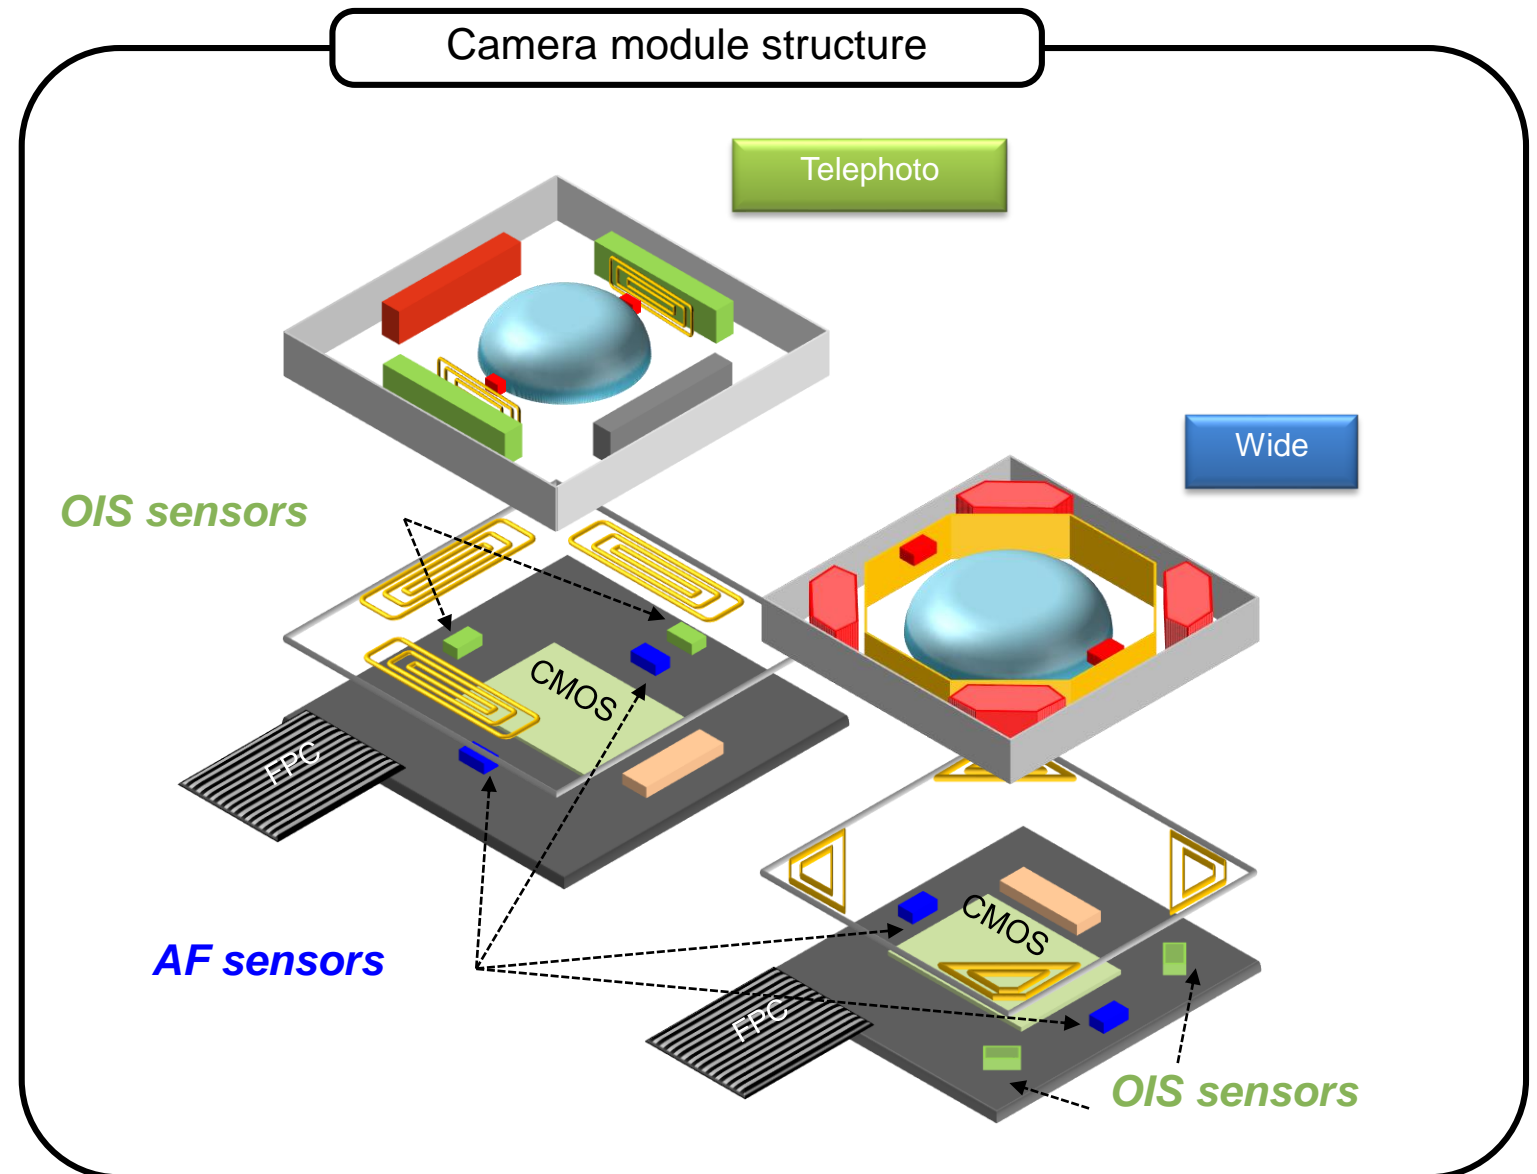 Camera module structure
Telephoto
Wide
OIS sensors
CMOS
FPC
AF sensors
CMOS
FPC
OIS sensors